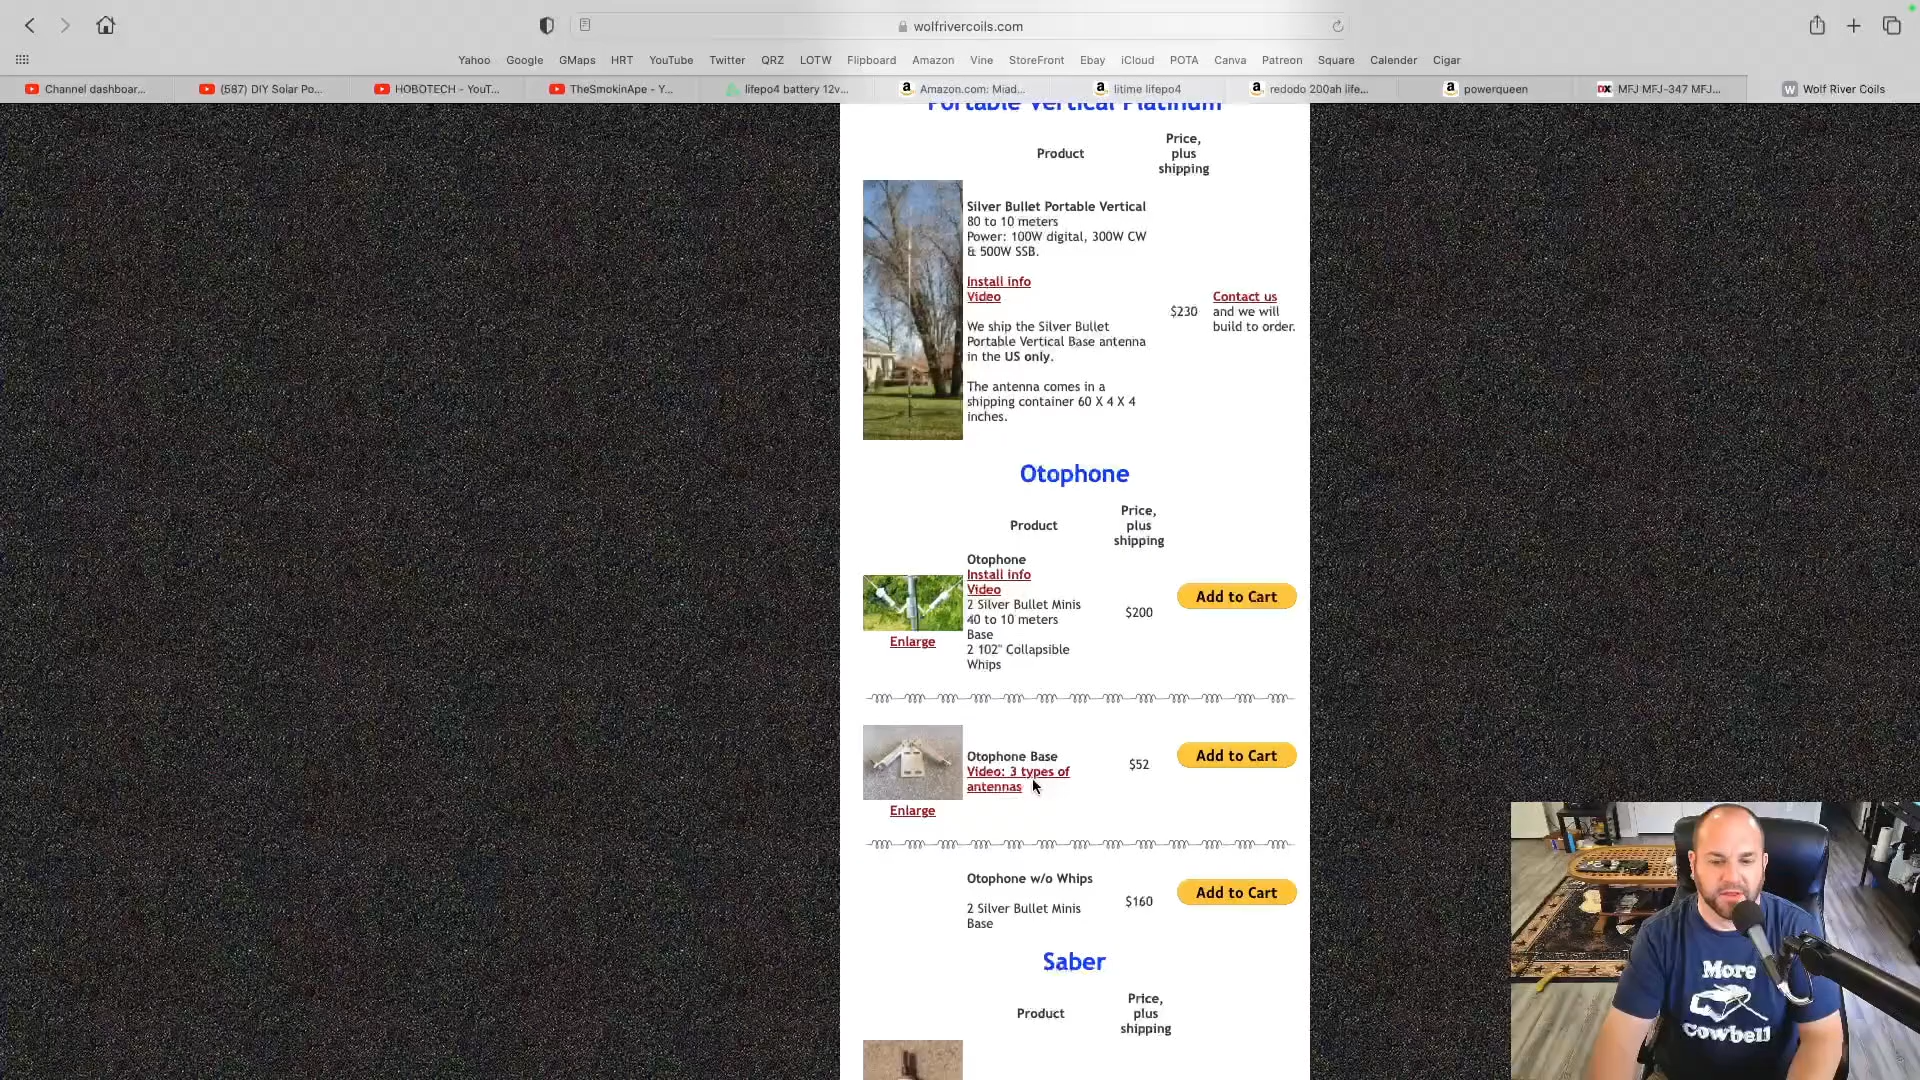 wolfrivercoils.com
Yahoo Google GMaps HRT YouTube Twitter QRZ LOTW Flipboard Amazon Vine StoreFront Ebay iCloud POTA Canva Patreon Square Calender Cigar
Channel dashboar... (587) DIY Solar Po... HOBOTECH - YouT... TheSmokinApe - Y... lifepo4 battery 12v... Amazon.com: Miad... litime lifepo4 redodo 200ah life... powerqueen MFJ MFJ-347 MFJ... Wolf River Coils
Portable Vertical Platinum
Product
Price,
plus
shipping
Silver Bullet Portable Vertical
80 to 10 meters
Power: 100W digital, 300W CW
& 500W SSB.
Install info
Video
We ship the Silver Bullet
Portable Vertical Base antenna
in the US only.
The antenna comes in a
shipping container 60 X 4 X 4
inches.
$230
Contact us
and we will
build to order.
Otophone
Product
Price,
plus
shipping
Otophone
Install info
Video
2 Silver Bullet Minis
40 to 10 meters
Base
2 102" Collapsible
Whips
Enlarge
$200
Add to Cart
Otophone Base
Video: 3 types of
antennas
Enlarge
$52
Add to Cart
Otophone w/o Whips
2 Silver Bullet Minis
Base
$160
Add to Cart
Saber
Product
Price,
plus
shipping
More
Cowbell